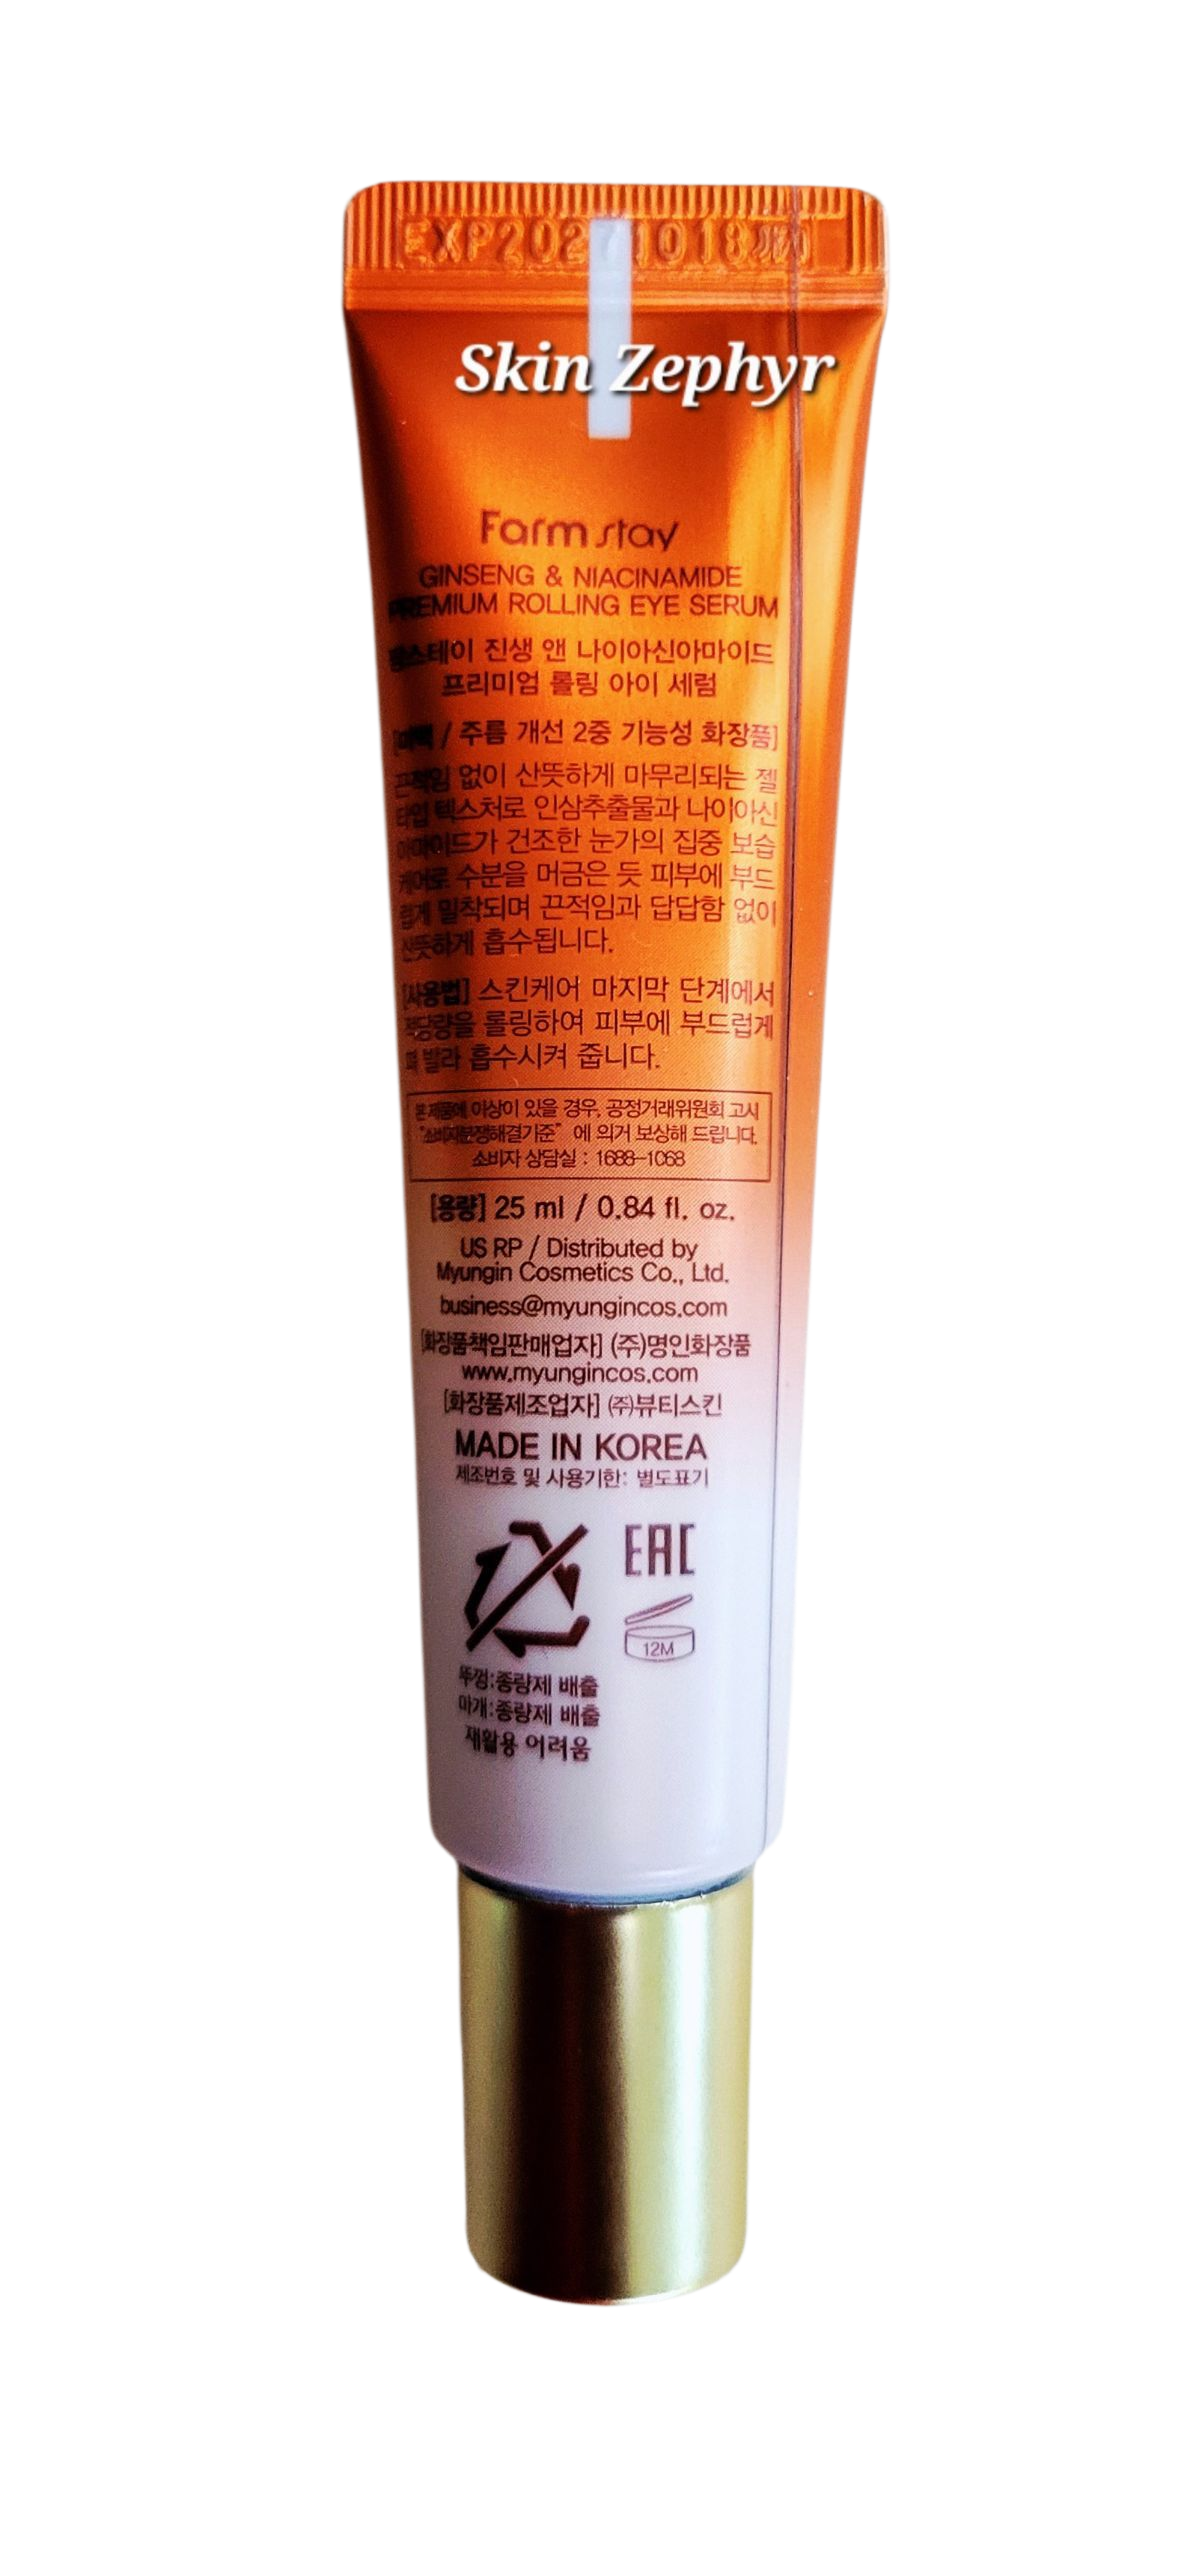 Skin Zephyr
Farm stay
GINSENG & NIACINAMIDE
PREMIUM ROLLING EYE SERUM
팜스테이 진생 앤 나이아신아마이드
프리미엄 롤링 아이 세럼
[미백 / 주름 개선 2중 기능성 화장품]
끈적임 없이 산뜻하게 마무리되는 젤
타입 텍스처로 인삼추출물과 나이아신
아마이드가 건조한 눈가의 집중 보습
케어로 수분을 머금은 듯 피부에 부드
럽게 밀착되며 끈적임과 답답함 없이
산뜻하게 흡수됩니다.
[사용법] 스킨케어 마지막 단계에서
적당량을 롤링하여 피부에 부드럽게
펴 발라 흡수시켜 줍니다.
본 제품에 이상이 있을 경우, 공정거래위원회 고시
"소비자분쟁해결기준" 에 의거 보상해 드립니다.
소비자 상담실 : 1688-1068
[용량] 25 ml / 0.84 fl. oz.
US RP / Distributed by
Myungin Cosmetics Co., Ltd.
business@myungincos.com
[화장품책임판매업자] (주)명인화장품
www.myungincos.com
[화장품제조업자] (주)뷰티스킨
MADE IN KOREA
제조번호 및 사용기한: 별도표기
EAC
12M
뚜껑:종량제 배출
마개:종량제 배출
재활용 어려움